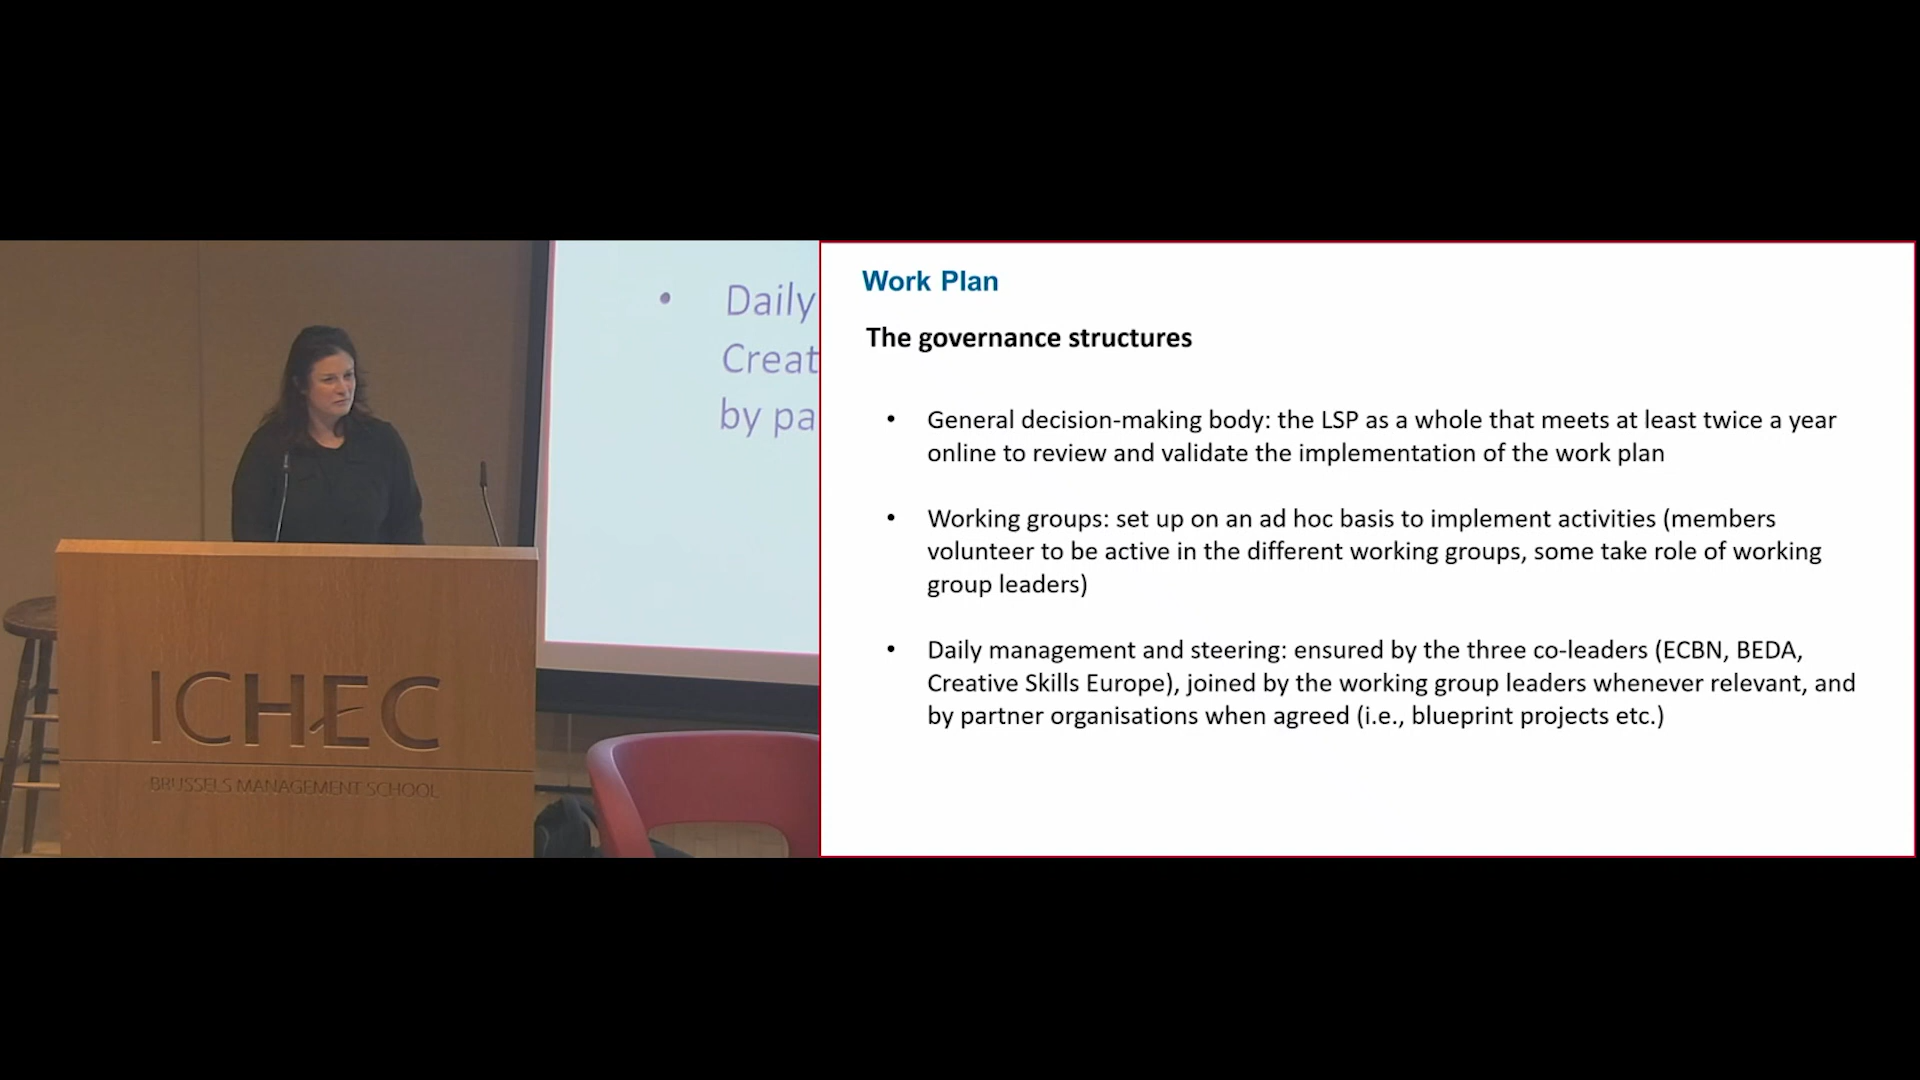 • Daily
Creat
by pa
ICHEC
BRUSSELS MANAGEMENT SCHOOL
Work Plan
The governance structures
• General decision-making body: the LSP as a whole that meets at least twice a year
online to review and validate the implementation of the work plan
• Working groups: set up on an ad hoc basis to implement activities (members
volunteer to be active in the different working groups, some take role of working
group leaders)
• Daily management and steering: ensured by the three co-leaders (ECBN, BEDA,
Creative Skills Europe), joined by the working group leaders whenever relevant, and
by partner organisations when agreed (i.e., blueprint projects etc.)